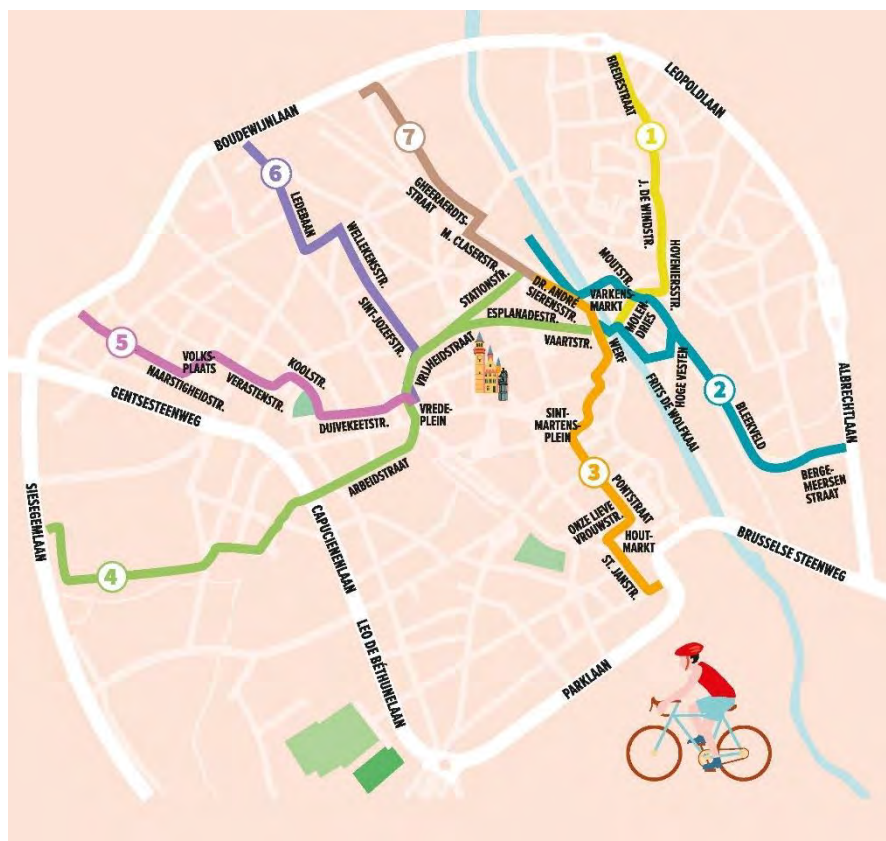 LEOPOLDLAAN
BREDESTRAAT
1
BOUDEWIJNLAAN
7
6
GHEERAERDTS-
STRAAT
J. DE WINDSTR.
LEDEBAAN
WELLEKENSSTR.
M. CLASERSTR.
HOVENIERSSTR.
MOUTSTR.
STATIONSTR.
DR. ANDRÉ
SIERENSSTR.
VARKENS-
MARKT
MOLEN-
DRIES
ESPLANADESTR.
SINT-JOZEFSTR.
VAARTSTR.
WERF
5
VOLKS-
PLAATS
NAARSTIGHEIDSTR.
VERASTENSTR.
KOOLSTR.
VRIJHEIDSTRAAT
HOGE VESTEN
FRITS DE WOLFKAAI
2
BLEEKVELD
ALBRECHTLAAN
GENTSESTEENWEG
DUIVEKEETSTR.
VREDE-
PLEIN
SINT-
MARTENS-
PLEIN
ARBEIDSTRAAT
3
PONTSTRAAT
BERGE-
MEERSEN
STRAAT
SIESEGEMLAAN
CAPUCIENENLAAN
ONZE LIEVE
VROUWSTR.
HOUT-
MARKT
BRUSSELSE STEENWEG
4
ST. JANSTR.
LEO DE BÉTHUNELAAN
PARKLAAN